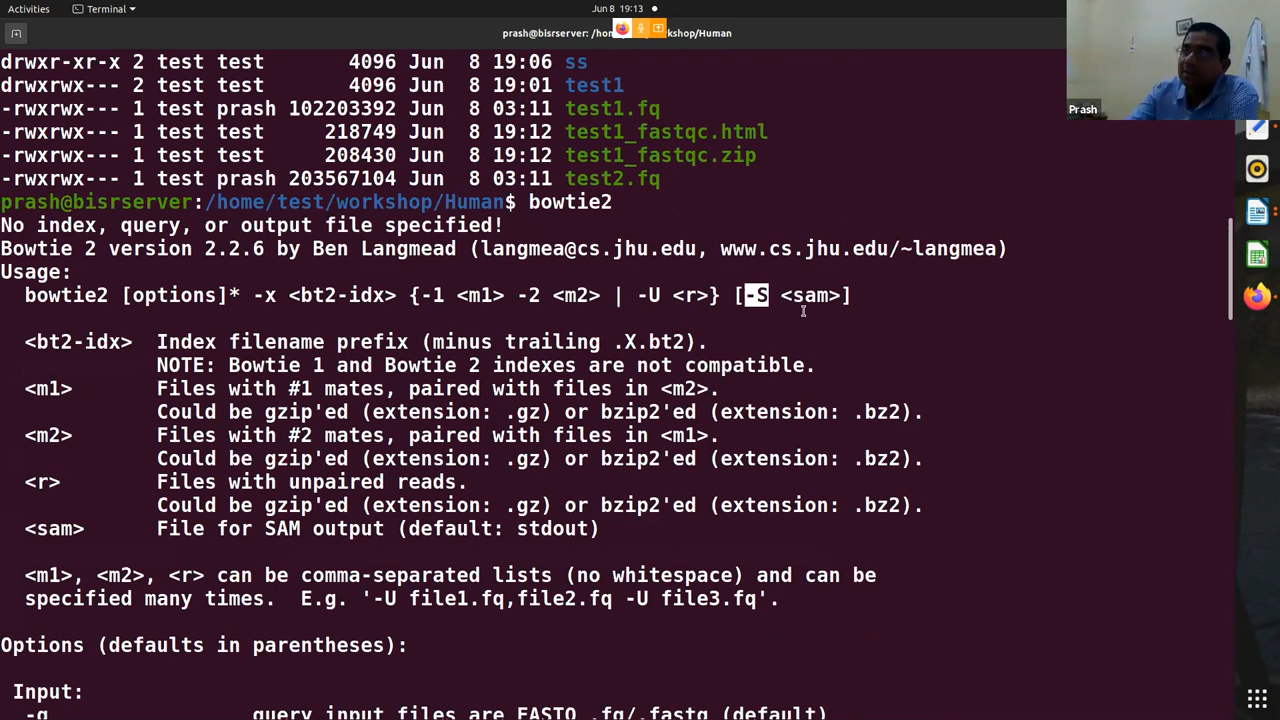 Activities Terminal Jun 8 19:13
prash@bisrserver: /hom rkshop/Human
drwxr-xr-x 2 test test 4096 Jun 8 19:06 ss
drwxrwx--- 2 test test 4096 Jun 8 19:01 test1
-rwxrwx--- 1 test prash 102203392 Jun 8 03:11 test1.fq
-rwxrwx--- 1 test test 218749 Jun 8 19:12 test1_fastqc.html
-rwxrwx--- 1 test test 208430 Jun 8 19:12 test1_fastqc.zip
-rwxrwx--- 1 test prash 203567104 Jun 8 03:11 test2.fq
prash@bisrserver:/home/test/workshop/Human$ bowtie2
No index, query, or output file specified!
Bowtie 2 version 2.2.6 by Ben Langmead (langmea@cs.jhu.edu, www.cs.jhu.edu/~langmea)
Usage:
bowtie2 [options]* -x <bt2-idx> {-1 <m1> -2 <m2> | -U <r>} [-S <sam>]
<bt2-idx> Index filename prefix (minus trailing .X.bt2).
NOTE: Bowtie 1 and Bowtie 2 indexes are not compatible.
<m1> Files with #1 mates, paired with files in <m2>.
Could be gzip'ed (extension: .gz) or bzip2'ed (extension: .bz2).
<m2> Files with #2 mates, paired with files in <m1>.
Could be gzip'ed (extension: .gz) or bzip2'ed (extension: .bz2).
<r> Files with unpaired reads.
Could be gzip'ed (extension: .gz) or bzip2'ed (extension: .bz2).
<sam> File for SAM output (default: stdout)
<m1>, <m2>, <r> can be comma-separated lists (no whitespace) and can be
specified many times. E.g. '-U file1.fq,file2.fq -U file3.fq'.
Options (defaults in parentheses):
Input:
-q query input files are FASTQ .fq/.fastq (default)
Prash